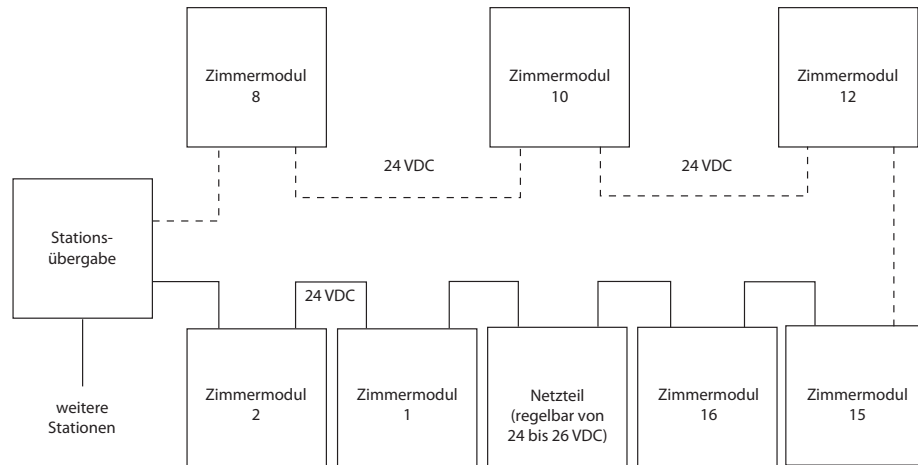 Zimmermodul
8
Zimmermodul
10
Zimmermodul
12
24 VDC
24 VDC
Stations-
übergabe
24 VDC
Zimmermodul
2
Zimmermodul
1
Netzteil
(regelbar von
24 bis 26 VDC)
Zimmermodul
16
Zimmermodul
15
weitere
Stationen